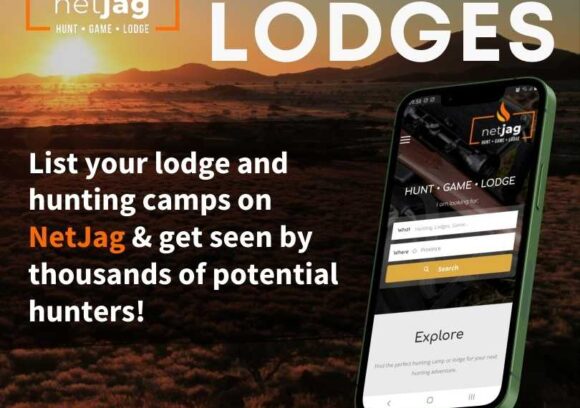 netjag
HUNT • GAME • LODGE
LODGES
List your lodge and
hunting camps on
NetJag & get seen by
thousands of potential
hunters!
netjag
HUNT • GAME • LODGE
HUNT • GAME • LODGE
I am looking for:
What Hunting, Lodges, Game...
Where Province
Search
Explore
Find the perfect hunting camp or lodge for your next
hunting adventure.